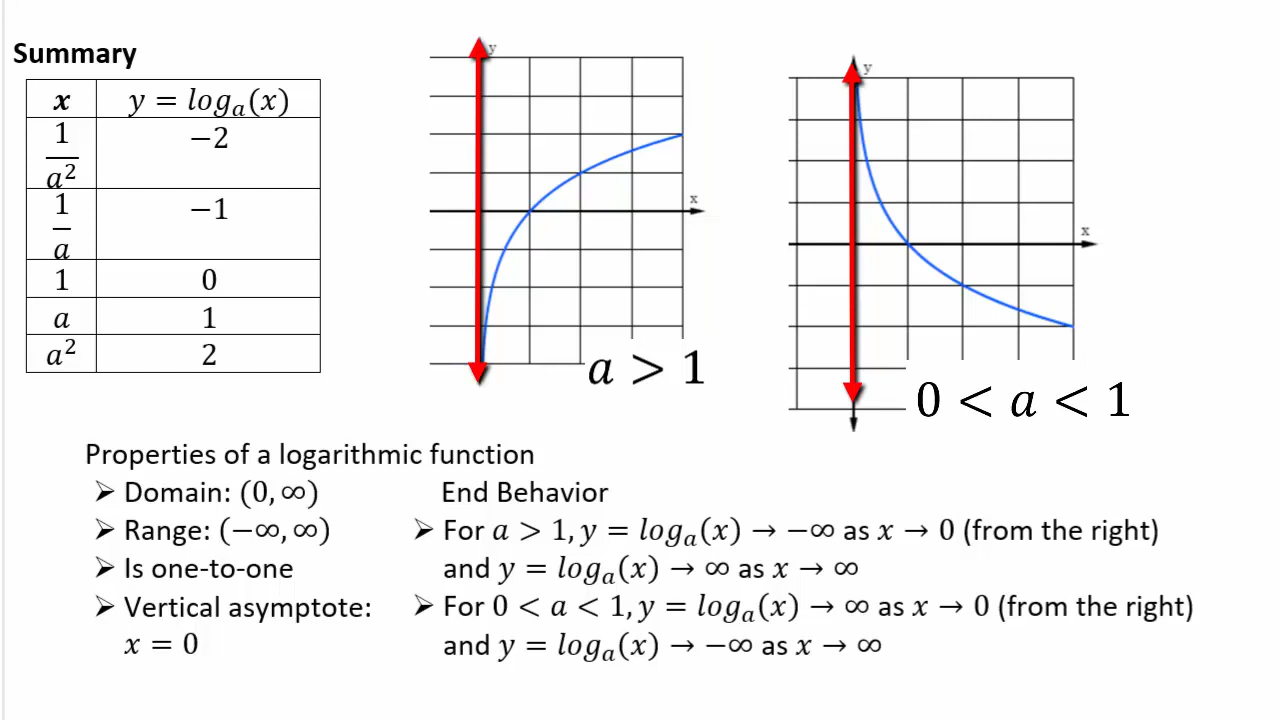 Summary
x y = log_a(x)
1/a² −2
1/a −1
1 0
a 1
a² 2
y
x
a > 1
y
x
0 < a < 1
Properties of a logarithmic function
➢ Domain: (0, ∞)
➢ Range: (−∞, ∞)
➢ Is one-to-one
➢ Vertical asymptote:
x = 0
End Behavior
➢ For a > 1, y = log_a(x) → −∞ as x → 0 (from the right)
and y = log_a(x) → ∞ as x → ∞
➢ For 0 < a < 1, y = log_a(x) → ∞ as x → 0 (from the right)
and y = log_a(x) → −∞ as x → ∞